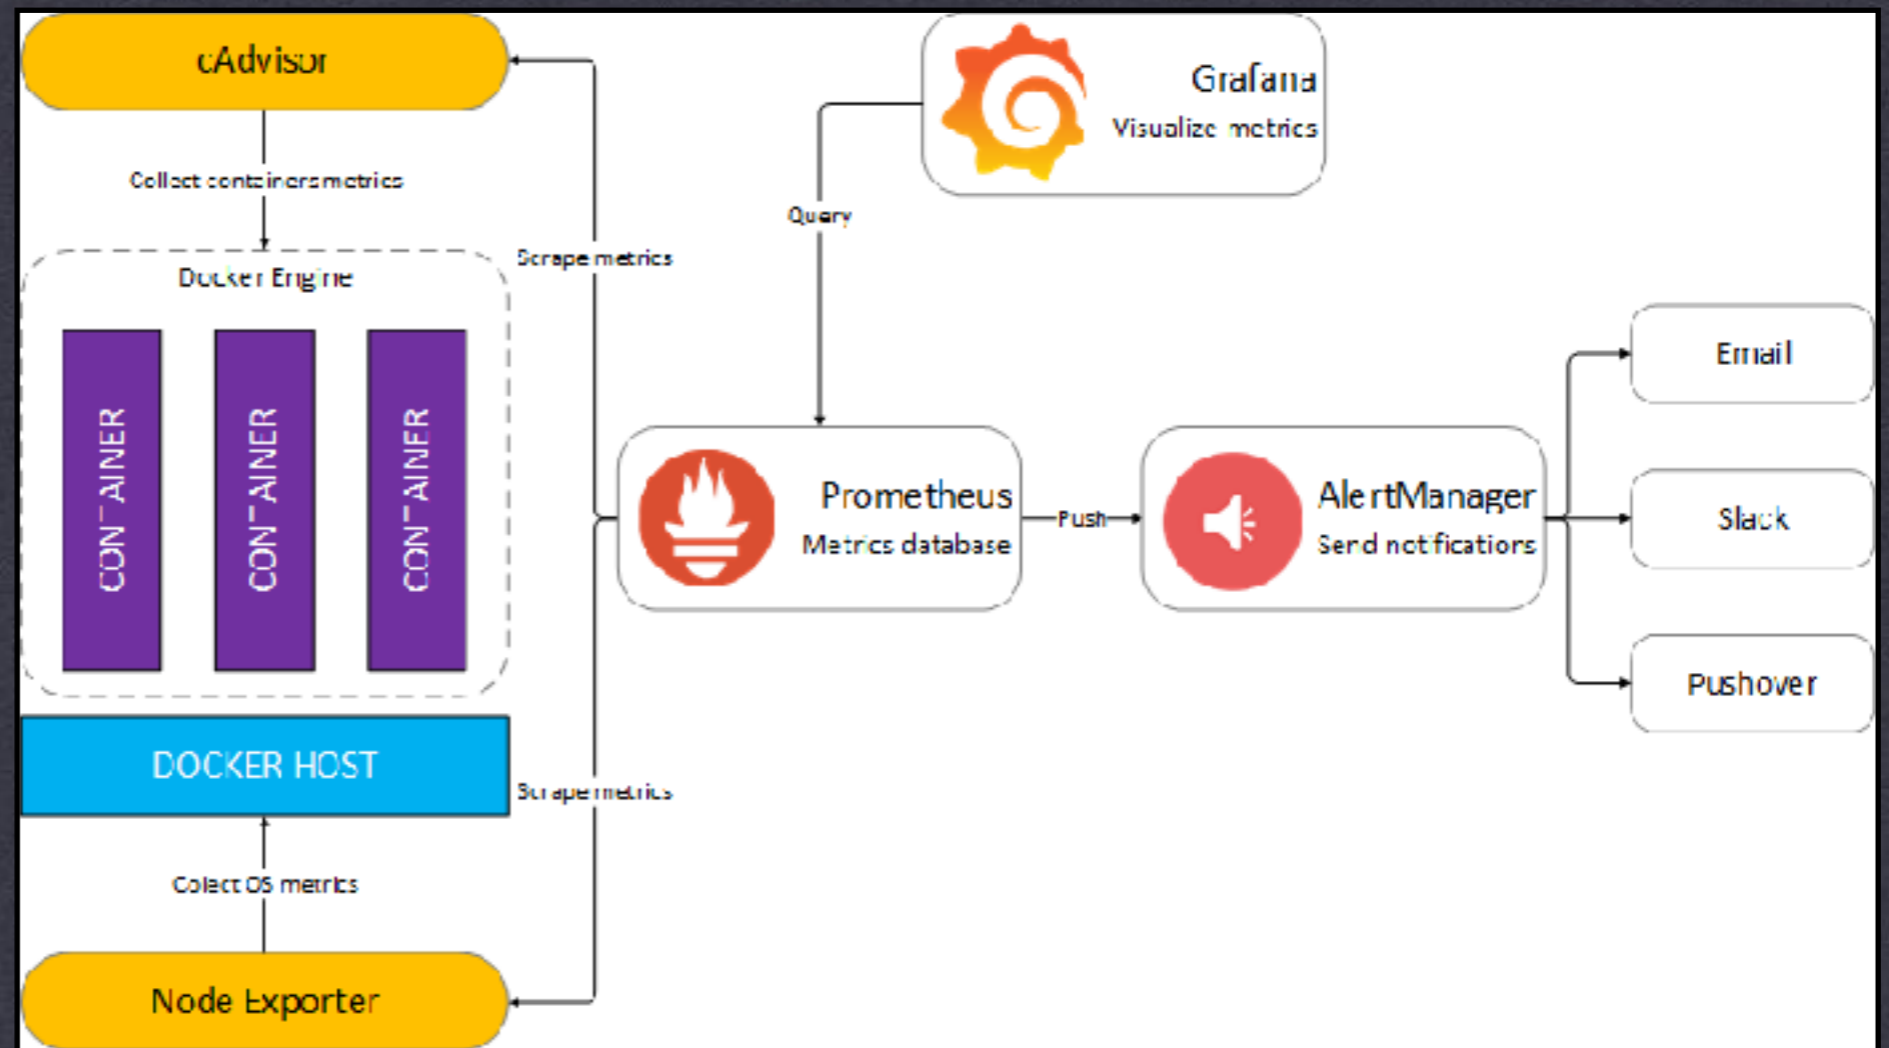 cAdvisor
Collect containers metrics
Docker Engine
CONTAINER
CONTAINER
CONTAINER
DOCKER HOST
Colect OS metrics
Node Exporter
Scrape metrics
Scrape metrics
Grafana
Visualize metrics
Query
Prometheus
Metrics database
Push
AlertManager
Send notifications
Email
Slack
Pushover